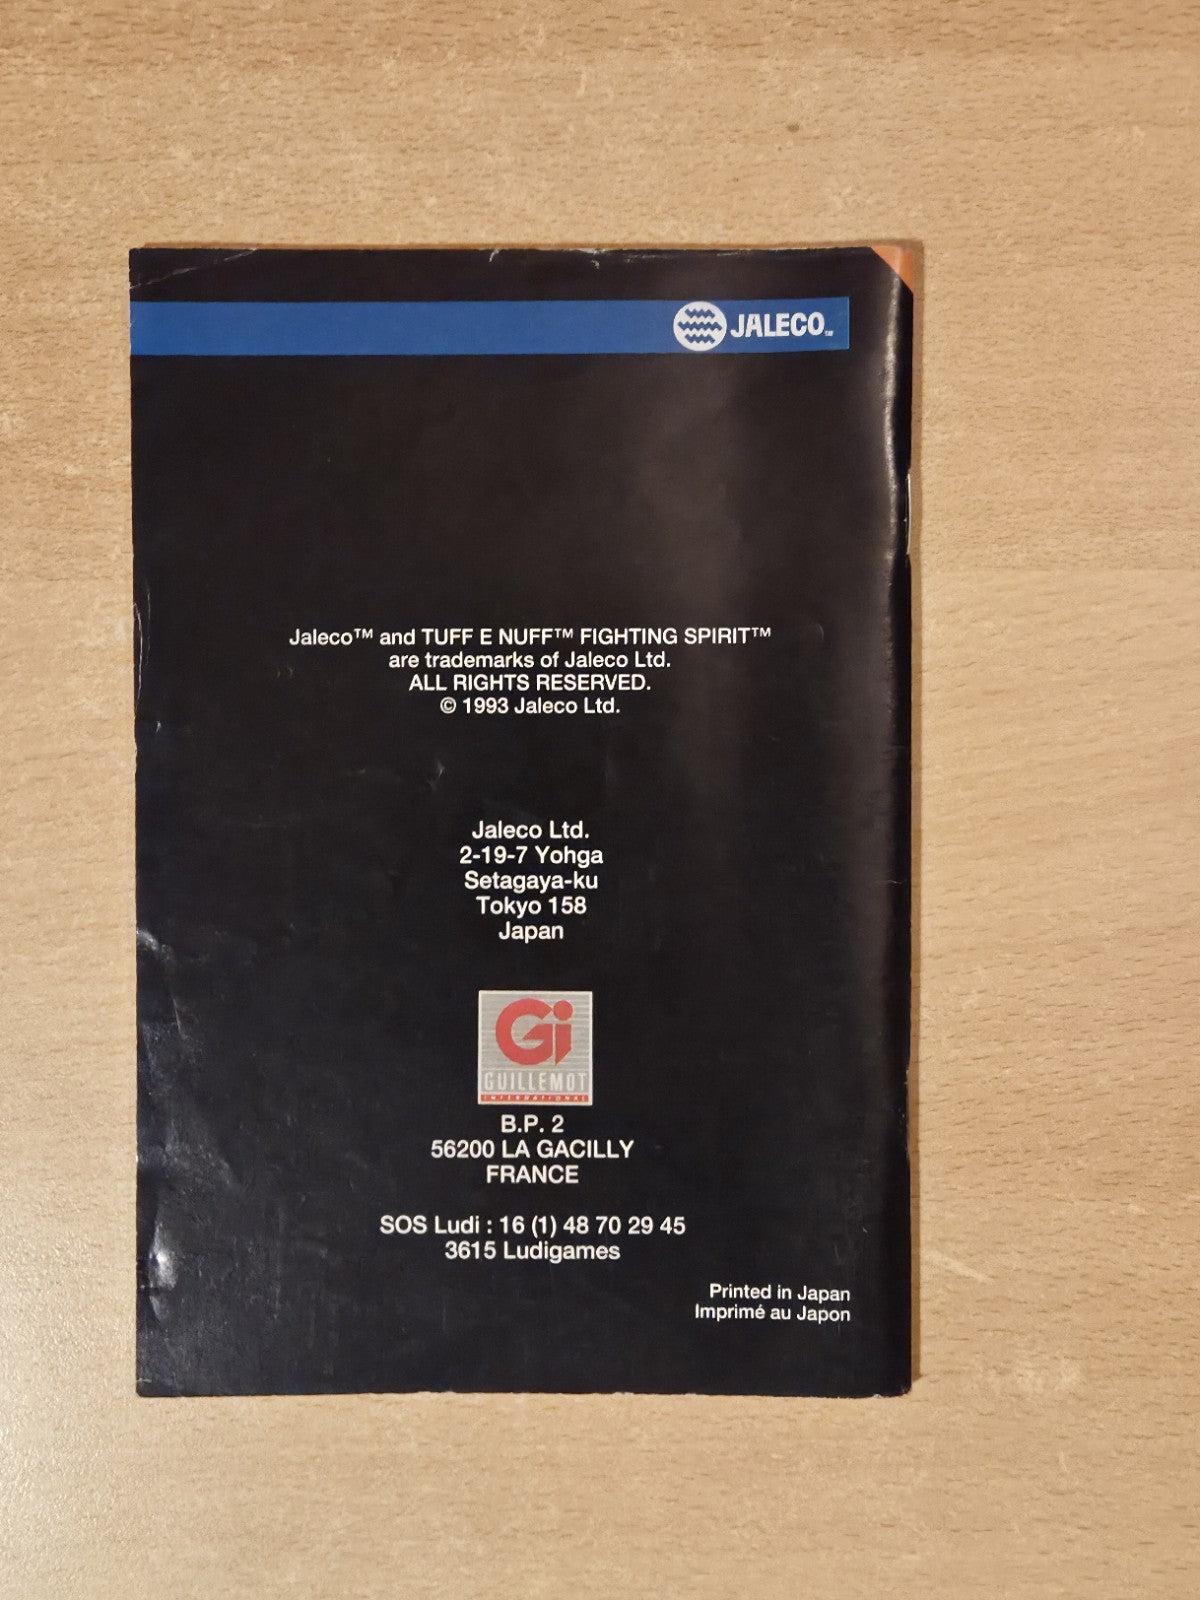 JALECO™
Jaleco™ and TUFF E NUFF™ FIGHTING SPIRIT™
are trademarks of Jaleco Ltd.
ALL RIGHTS RESERVED.
© 1993 Jaleco Ltd.
Jaleco Ltd.
2-19-7 Yohga
Setagaya-ku
Tokyo 158
Japan
Gi
GUILLEMOT
INTERNATIONAL
B.P. 2
56200 LA GACILLY
FRANCE
SOS Ludi : 16 (1) 48 70 29 45
3615 Ludigames
Printed in Japan
Imprimé au Japon